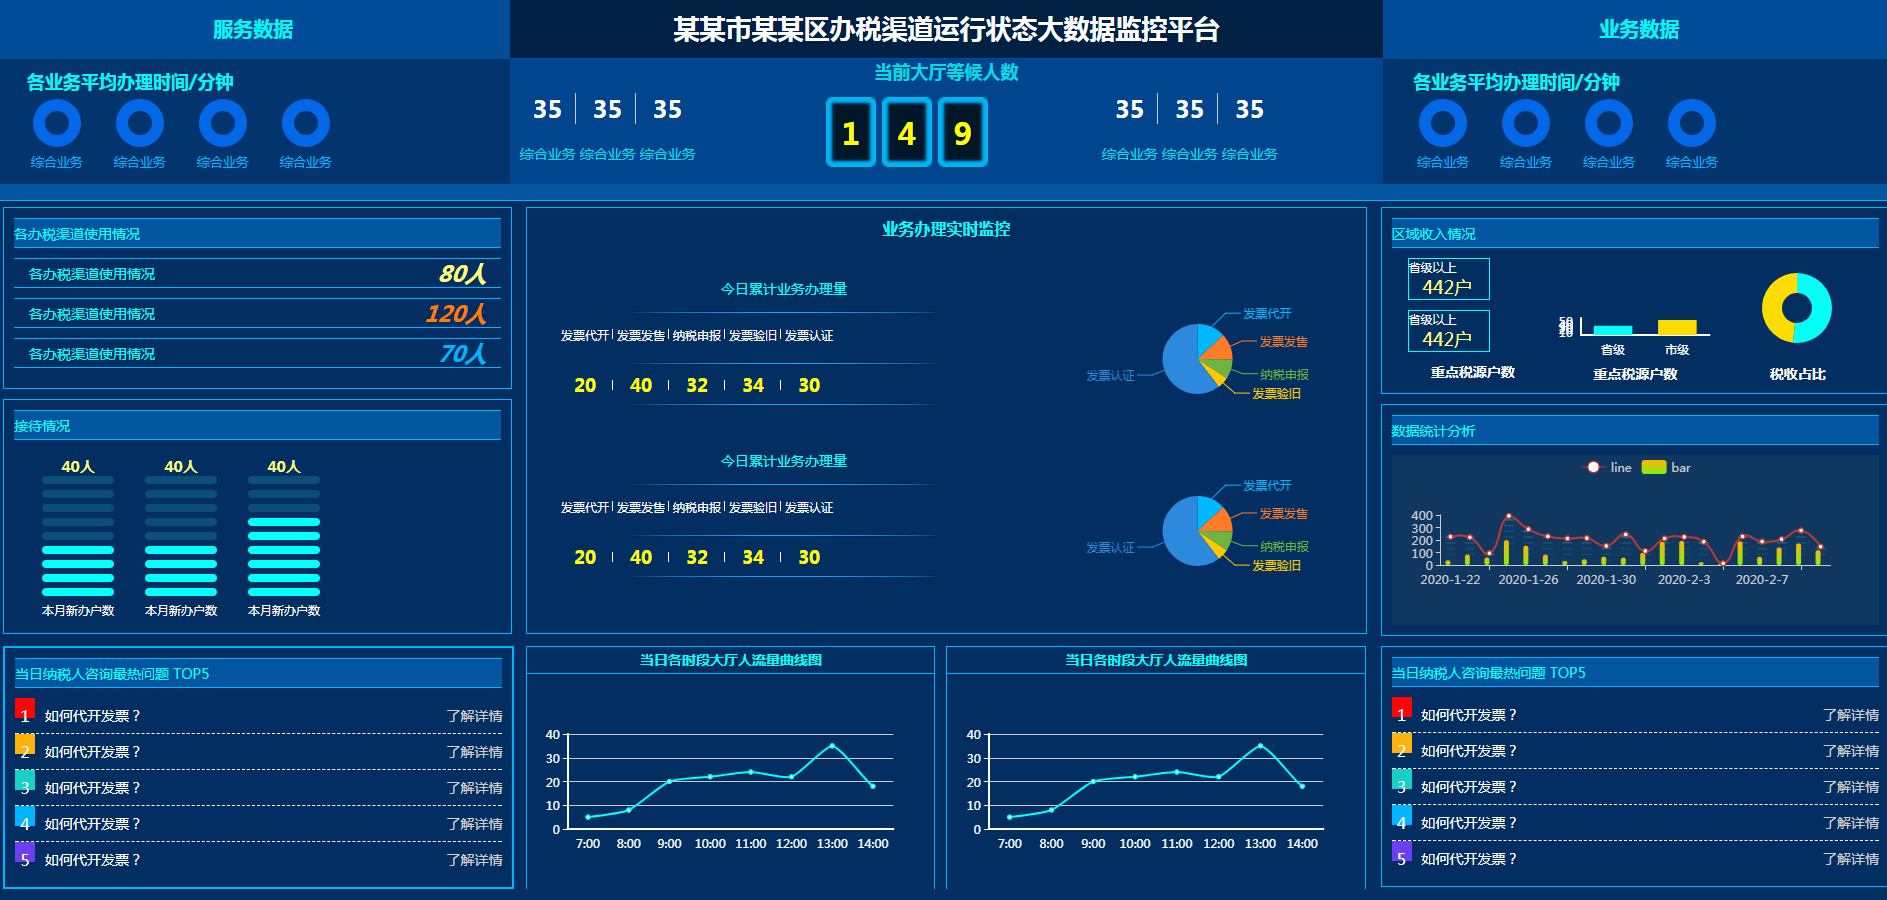 服务数据
某某市某某区办税渠道运行状态大数据监控平台
业务数据
各业务平均办理时间/分钟
综合业务 综合业务 综合业务 综合业务
当前大厅等候人数
35 35 35
综合业务 综合业务 综合业务
1 4 9
35 35 35
综合业务 综合业务 综合业务
各业务平均办理时间/分钟
综合业务 综合业务 综合业务 综合业务
各办税渠道使用情况
各办税渠道使用情况 80人
各办税渠道使用情况 120人
各办税渠道使用情况 70人
接待情况
40人 40人 40人
本月新办户数 本月新办户数 本月新办户数
当日纳税人咨询最热问题 TOP5
1 如何代开发票？ 了解详情
2 如何代开发票？ 了解详情
3 如何代开发票？ 了解详情
4 如何代开发票？ 了解详情
5 如何代开发票？ 了解详情
业务办理实时监控
今日累计业务办理量
发票代开 发票发售 纳税申报 发票验旧 发票认证
20 40 32 34 30
发票代开
发票发售
纳税申报
发票验旧
发票认证
今日累计业务办理量
发票代开 发票发售 纳税申报 发票验旧 发票认证
20 40 32 34 30
发票代开
发票发售
纳税申报
发票验旧
发票认证
当日各时段大厅人流量曲线图
40
30
20
10
0
7:00 8:00 9:00 10:00 11:00 12:00 13:00 14:00
当日各时段大厅人流量曲线图
40
30
20
10
0
7:00 8:00 9:00 10:00 11:00 12:00 13:00 14:00
区域收入情况
省级以上
442户
省级以上
442户
重点税源户数
50
省级 市级
重点税源户数
税收占比
数据统计分析
line bar
400
300
200
100
0
2020-1-22 2020-1-26 2020-1-30 2020-2-3 2020-2-7
当日纳税人咨询最热问题 TOP5
1 如何代开发票？ 了解详情
2 如何代开发票？ 了解详情
3 如何代开发票？ 了解详情
4 如何代开发票？ 了解详情
5 如何代开发票？ 了解详情